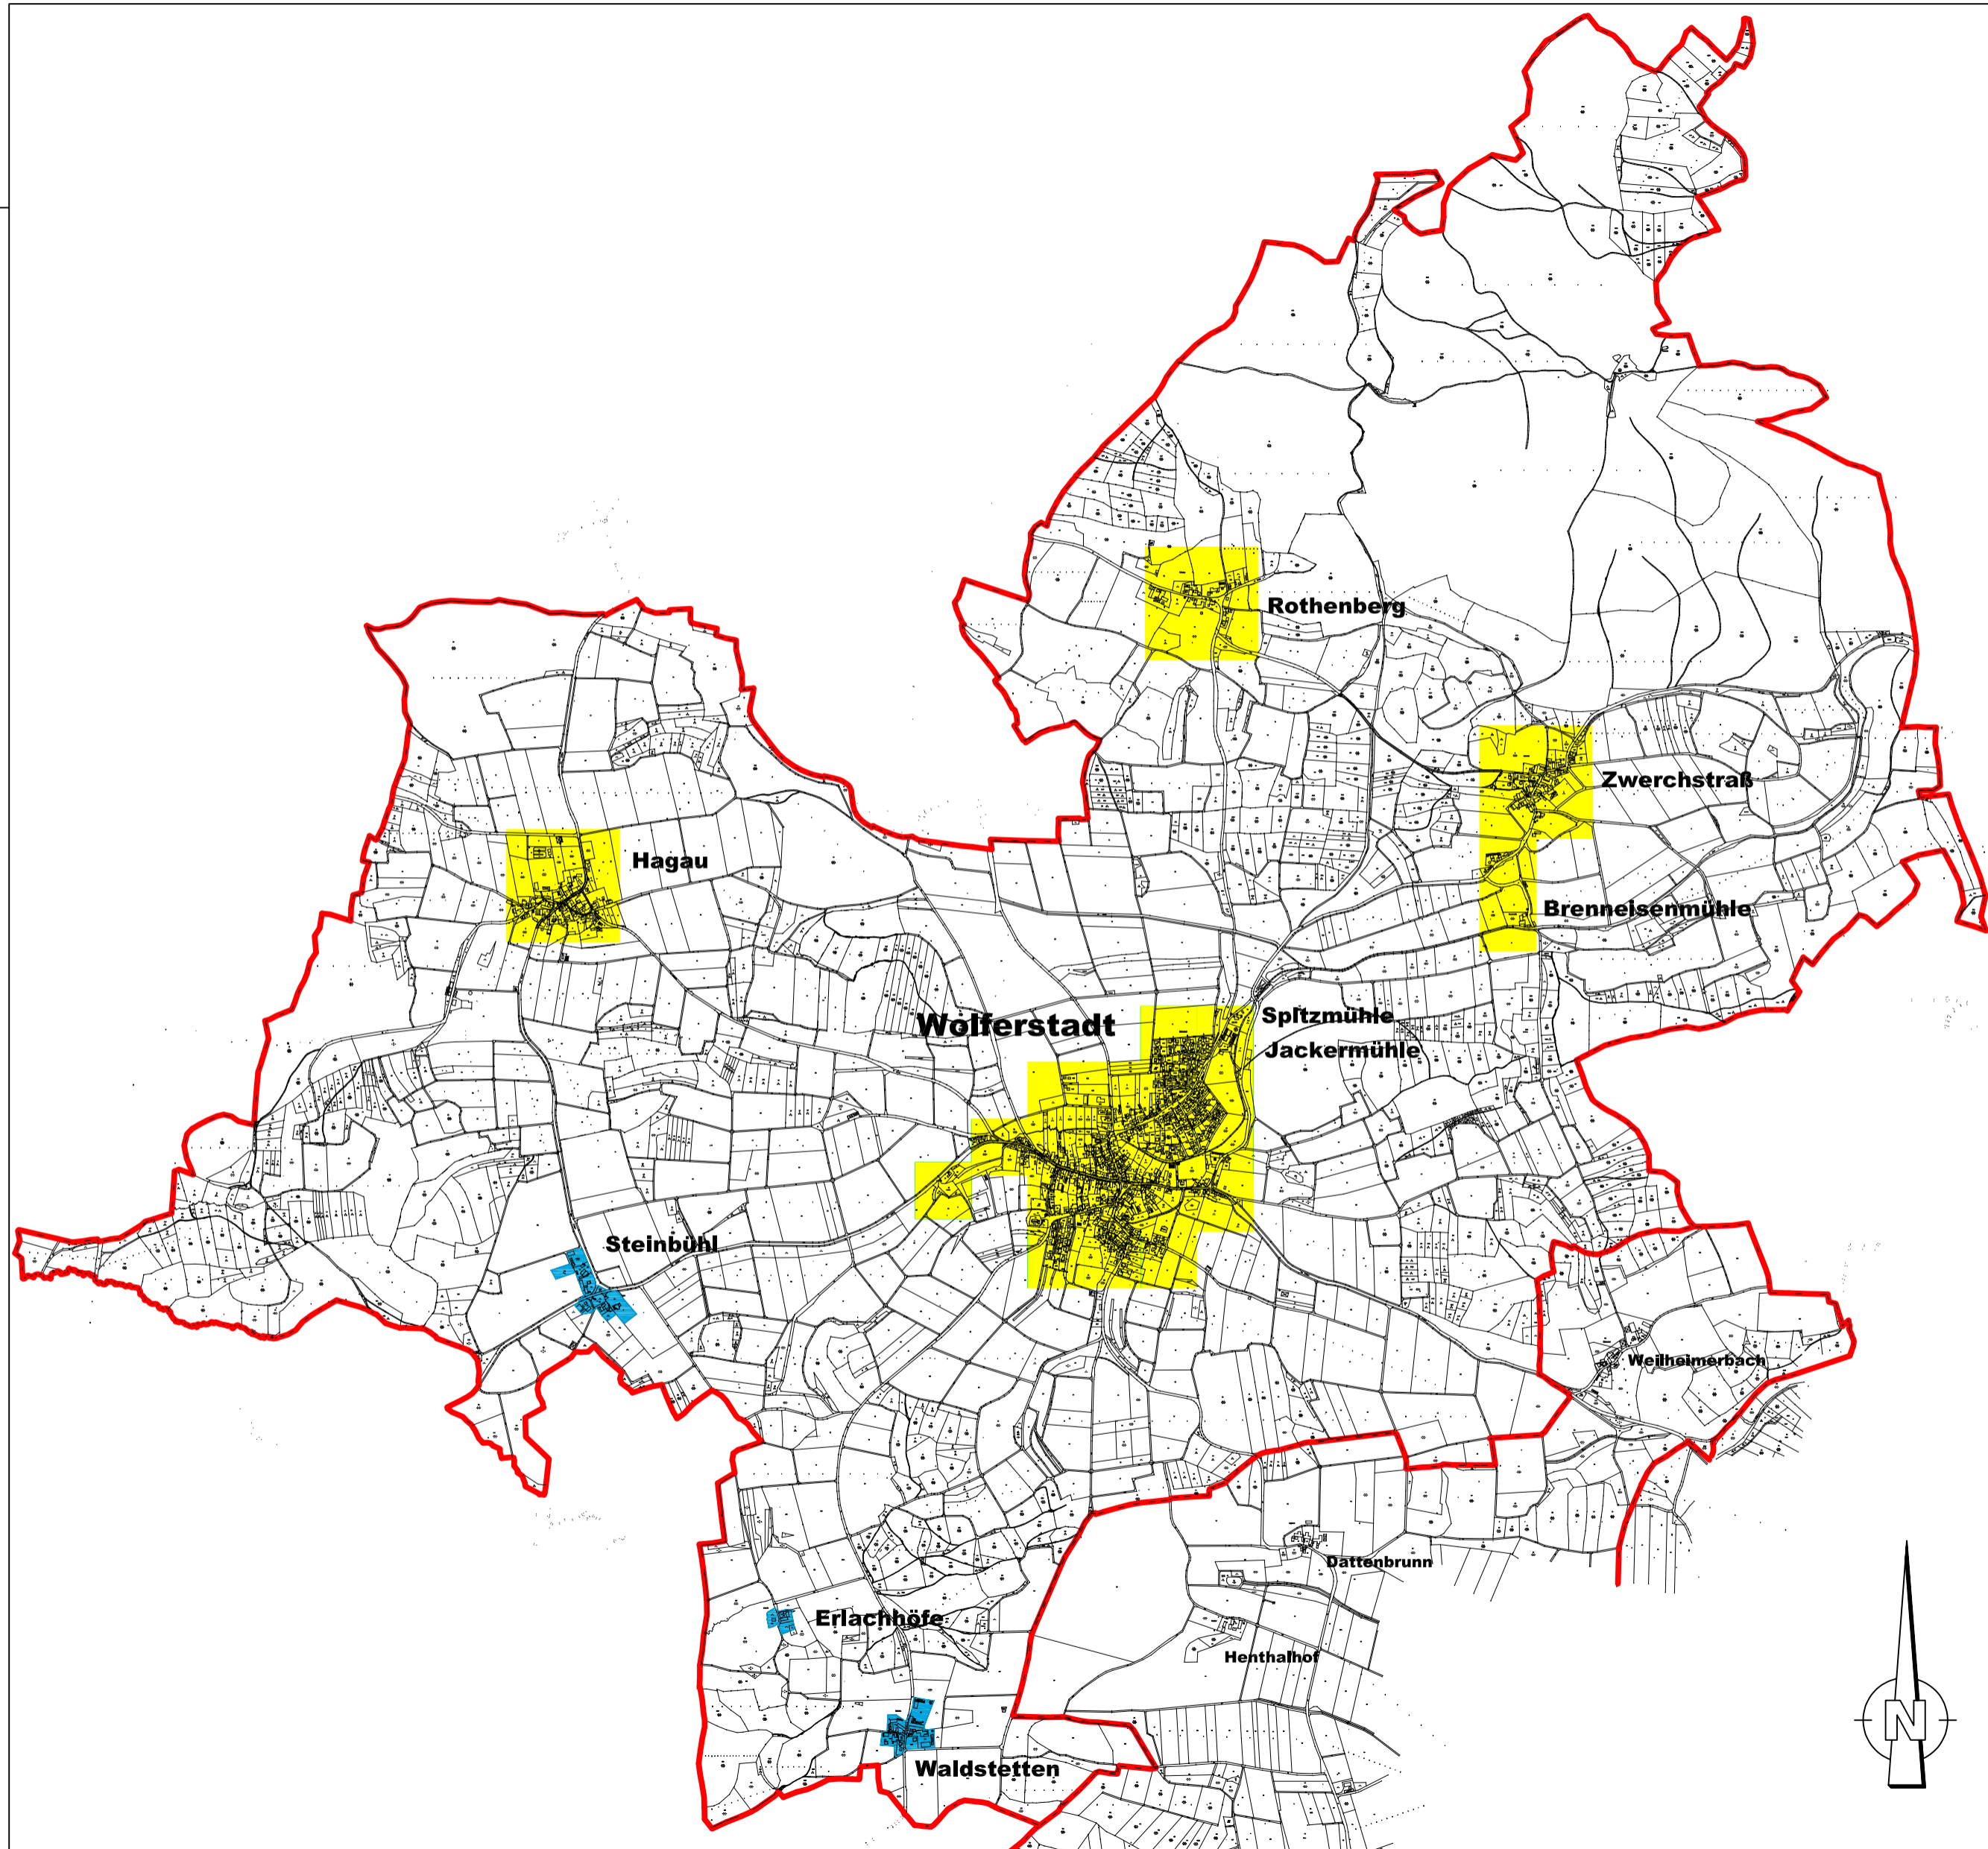 Rothenberg
Zwerchstraß
Hagau
Brenneisenmühle
Wolferstadt
Spitzmühle
Jackermühle
Steinbühl
Weilheimerbach
Dattenbrunn
Erlachhöfe
Henthalhof
N
Waldstetten